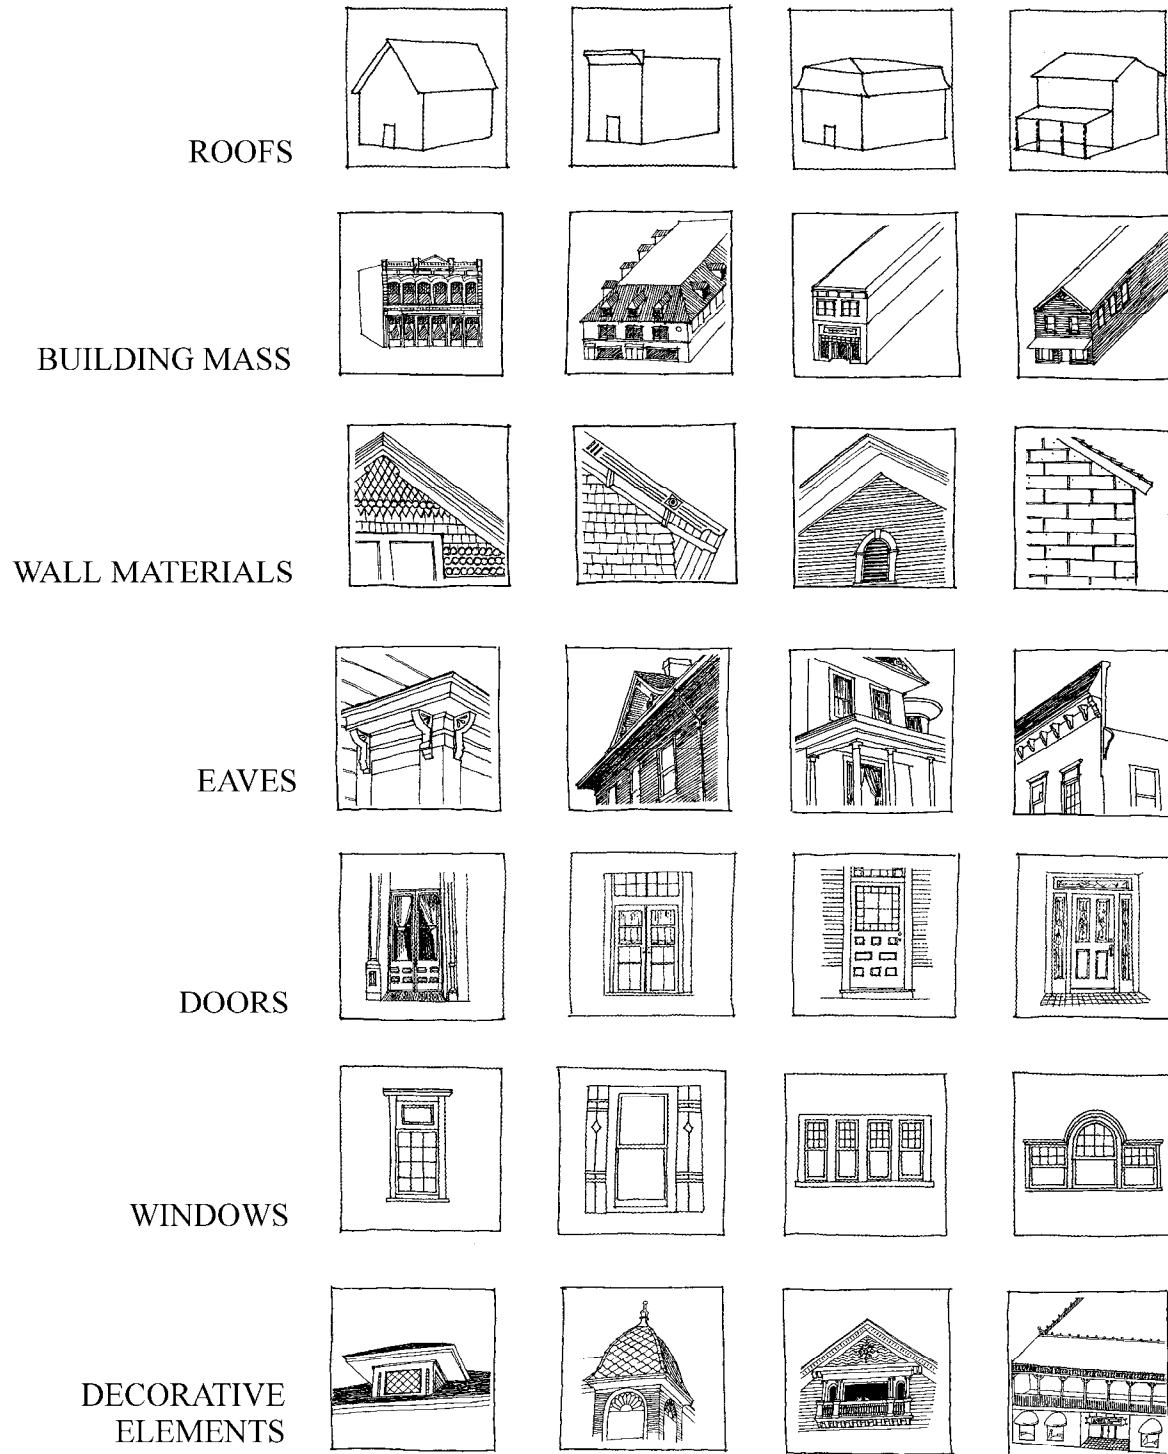 ROOFS
BUILDING MASS
WALL MATERIALS
EAVES
DOORS
WINDOWS
DECORATIVE
ELEMENTS